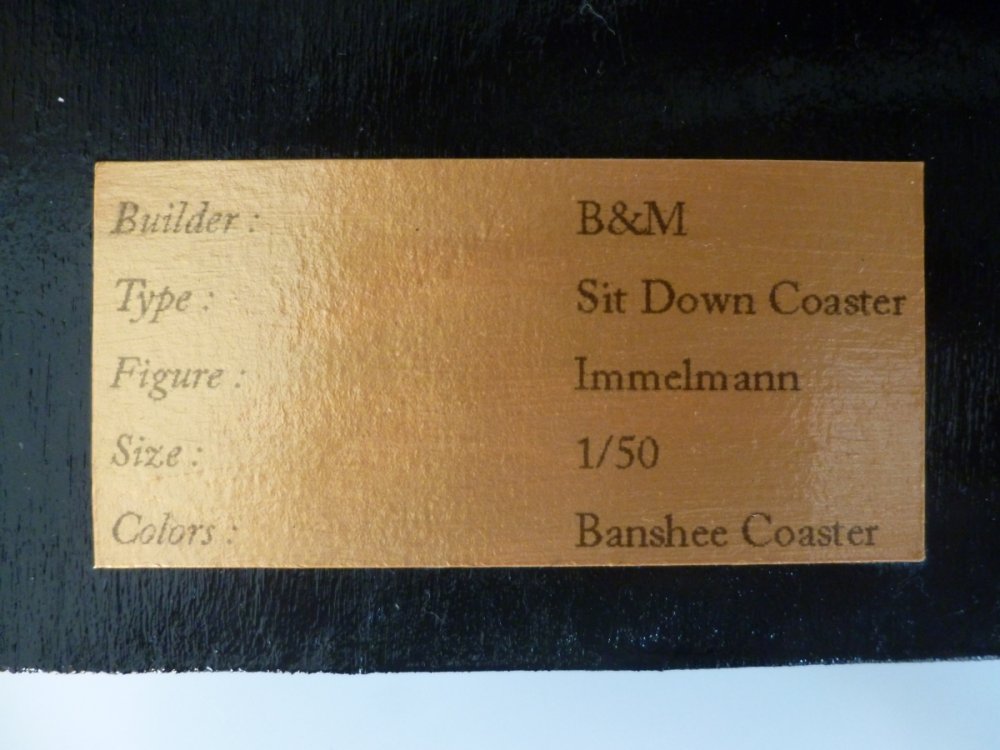 Builder : B&M
Type : Sit Down Coaster
Figure : Immelmann
Size : 1/50
Colors : Banshee Coaster